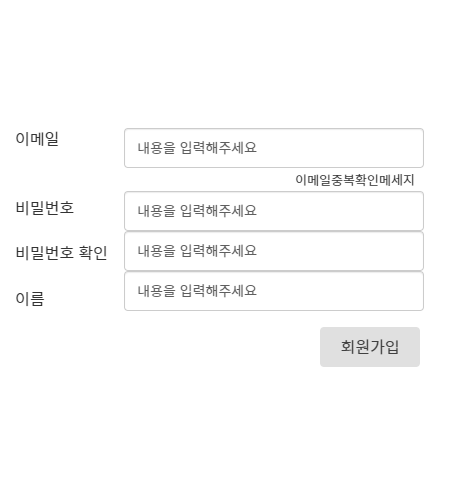 이메일 내용을 입력해주세요
이메일중복확인메세지
비밀번호 내용을 입력해주세요
비밀번호 확인 내용을 입력해주세요
이름 내용을 입력해주세요
회원가입